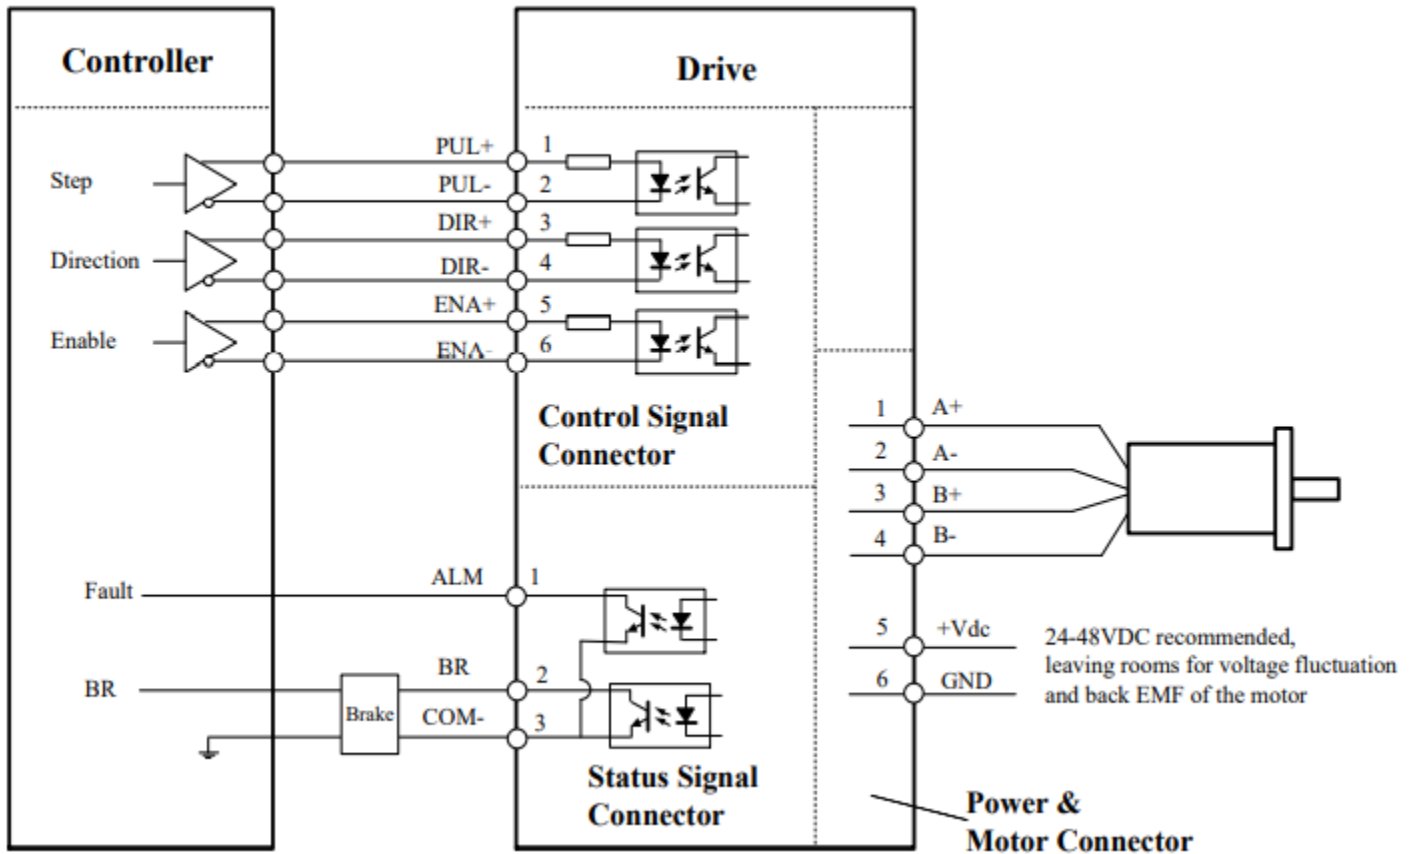 Controller
Drive
Step
PUL+
1
PUL-
2
Direction
DIR+
3
DIR-
4
Enable
ENA+
5
ENA-
6
Control Signal
Connector
1
A+
2
A-
3
B+
4
B-
Fault
ALM
1
BR
Brake
BR
2
COM-
3
Status Signal
Connector
5
+Vdc
6
GND
24-48VDC recommended,
leaving rooms for voltage fluctuation
and back EMF of the motor
Power &
Motor Connector